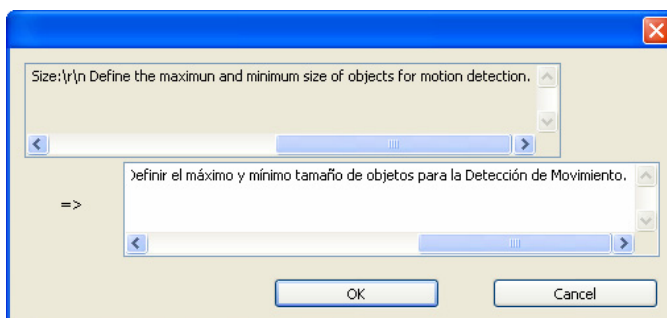 Size:\r\n Define the maximun and minimum size of objects for motion detection.
=>
Definir el máximo y mínimo tamaño de objetos para la Detección de Movimiento.
OK
Cancel